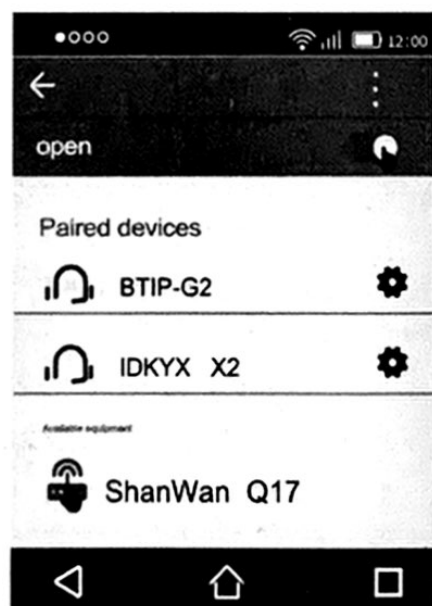 12:00
open
Paired devices
BTIP-G2
IDKYX X2
Available equipment
ShanWan Q17